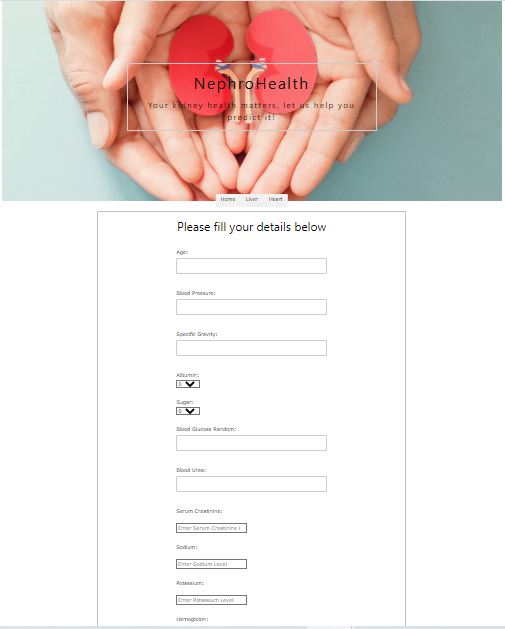 NephroHealth
Your kidney health matters, let us help you
predict it!
Home Liver Heart
Please fill your details below
Age:
Blood Pressure:
Specific Gravity:
Albumin:
0
Sugar:
0
Blood Glucose Random:
Blood Urea:
Serum Creatinine:
Enter Serum Creatinine
Sodium:
Enter Sodium Level
Potassium:
Enter Potassium Level
Hemoglobin: